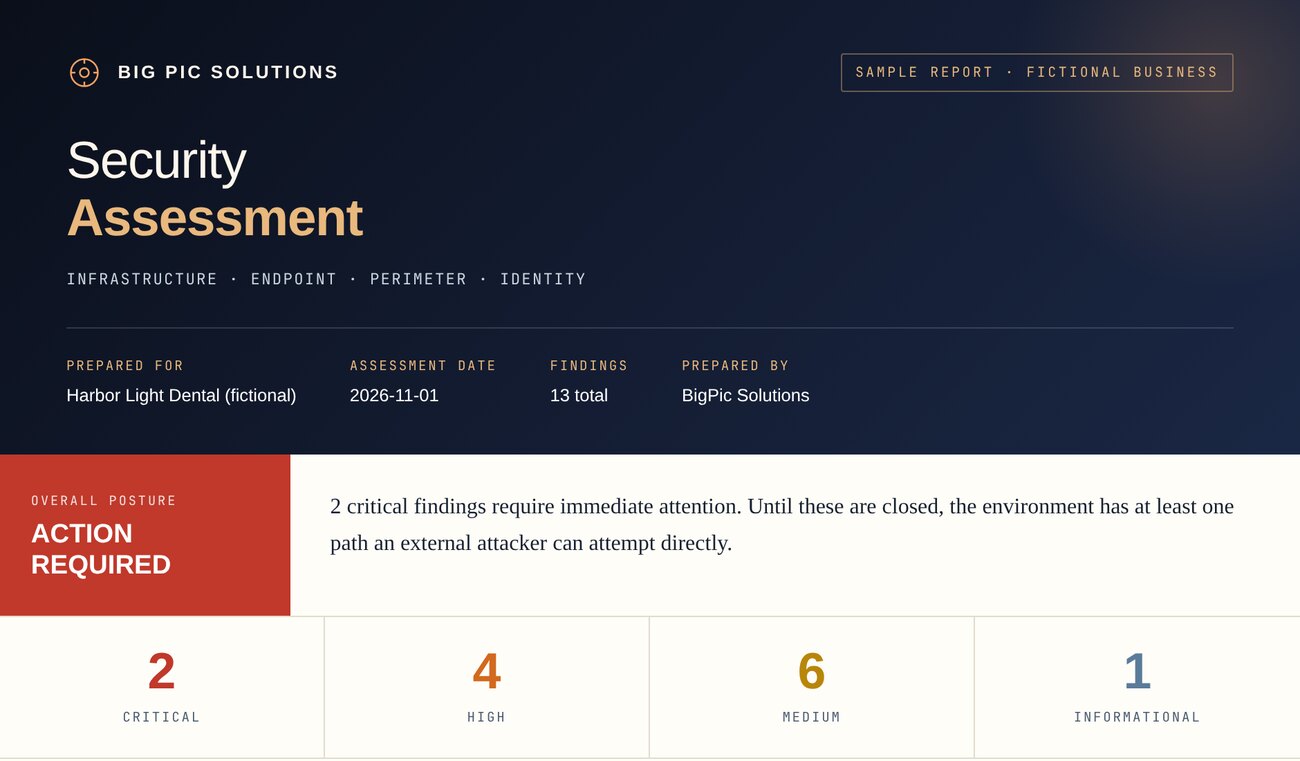 BIG PIC SOLUTIONS
SAMPLE REPORT · FICTIONAL BUSINESS
Security
Assessment
INFRASTRUCTURE · ENDPOINT · PERIMETER · IDENTITY
PREPARED FOR
Harbor Light Dental (fictional)
ASSESSMENT DATE
2026-11-01
FINDINGS
13 total
PREPARED BY
BigPic Solutions
OVERALL POSTURE
ACTION
REQUIRED
2 critical findings require immediate attention. Until these are closed, the environment has at least one
path an external attacker can attempt directly.
2
CRITICAL
4
HIGH
6
MEDIUM
1
INFORMATIONAL